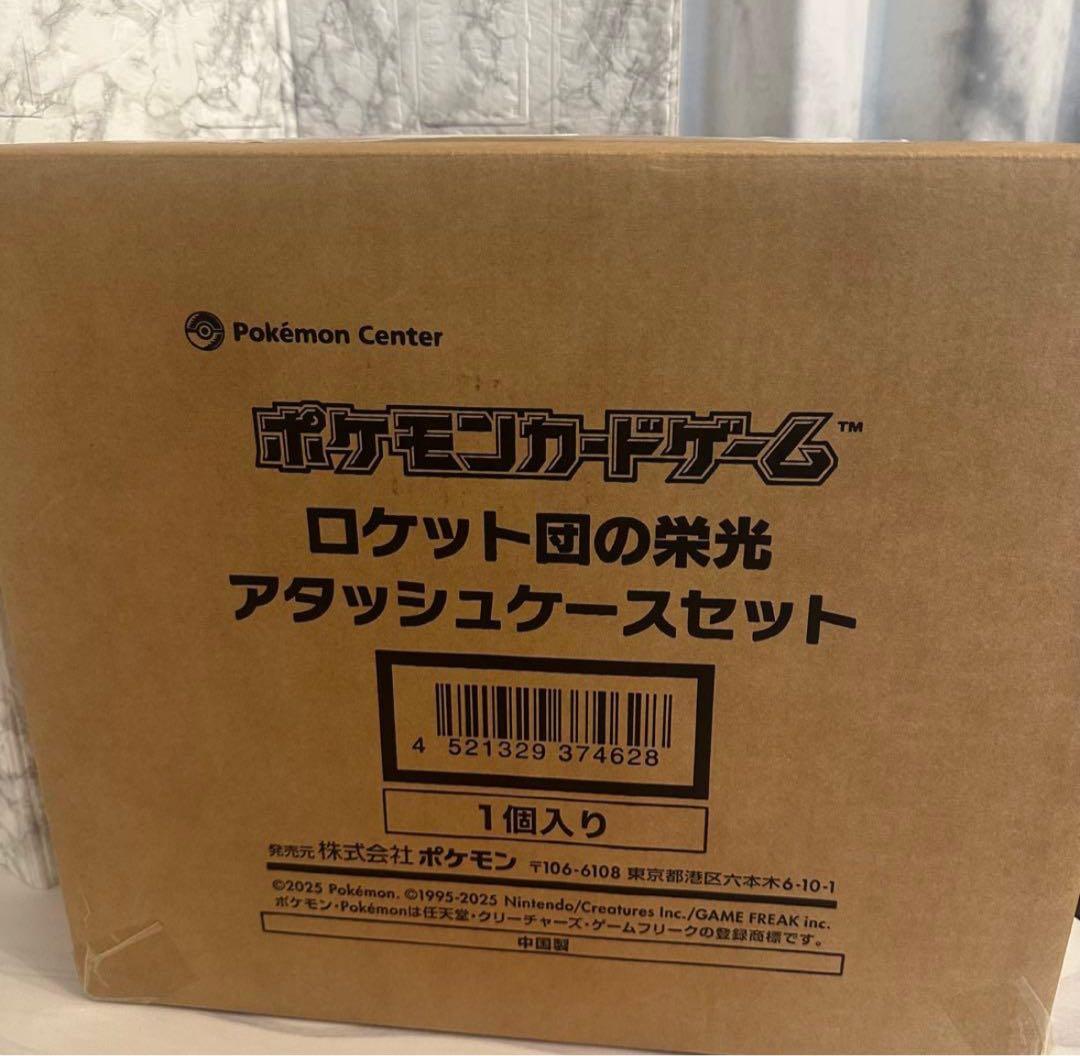 Pokémon Center
ポケモンカードゲーム™
ロケット団の栄光
アタッシュケースセット
4 521329 374628
1個入り
発売元 株式会社 ポケモン 〒106-6108 東京都港区六本木6-10-1
©2025 Pokémon. ©1995-2025 Nintendo/Creatures Inc./GAME FREAK inc.
ポケモン・Pokémonは任天堂・クリーチャーズ・ゲームフリークの登録商標です。
中国製